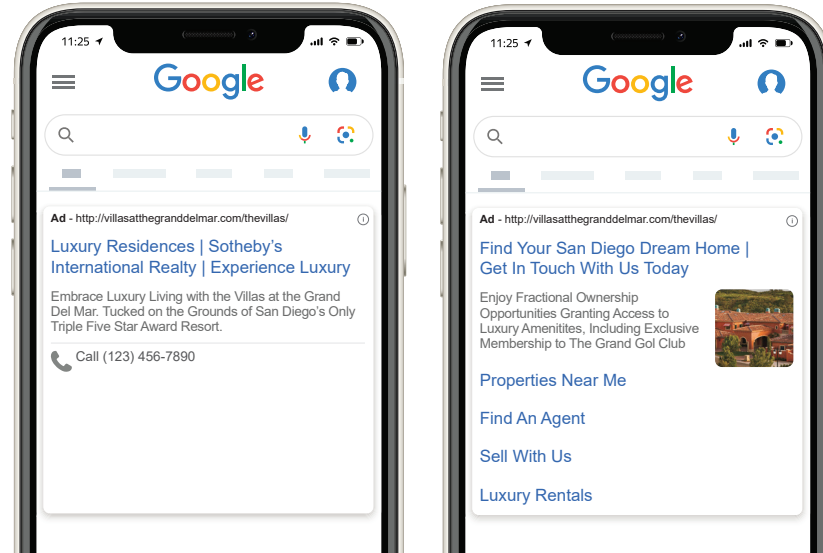 11:25
Google
Ad - http://villasatthegranddelmar.com/thevillas/
Luxury Residences | Sotheby's
International Realty | Experience Luxury
Embrace Luxury Living with the Villas at the Grand
Del Mar. Tucked on the Grounds of San Diego's Only
Triple Five Star Award Resort.
Call (123) 456-7890
11:25
Google
Ad - http://villasatthegranddelmar.com/thevillas/
Find Your San Diego Dream Home |
Get In Touch With Us Today
Enjoy Fractional Ownership
Opportunities Granting Access to
Luxury Amenitites, Including Exclusive
Membership to The Grand Gol Club
Properties Near Me
Find An Agent
Sell With Us
Luxury Rentals